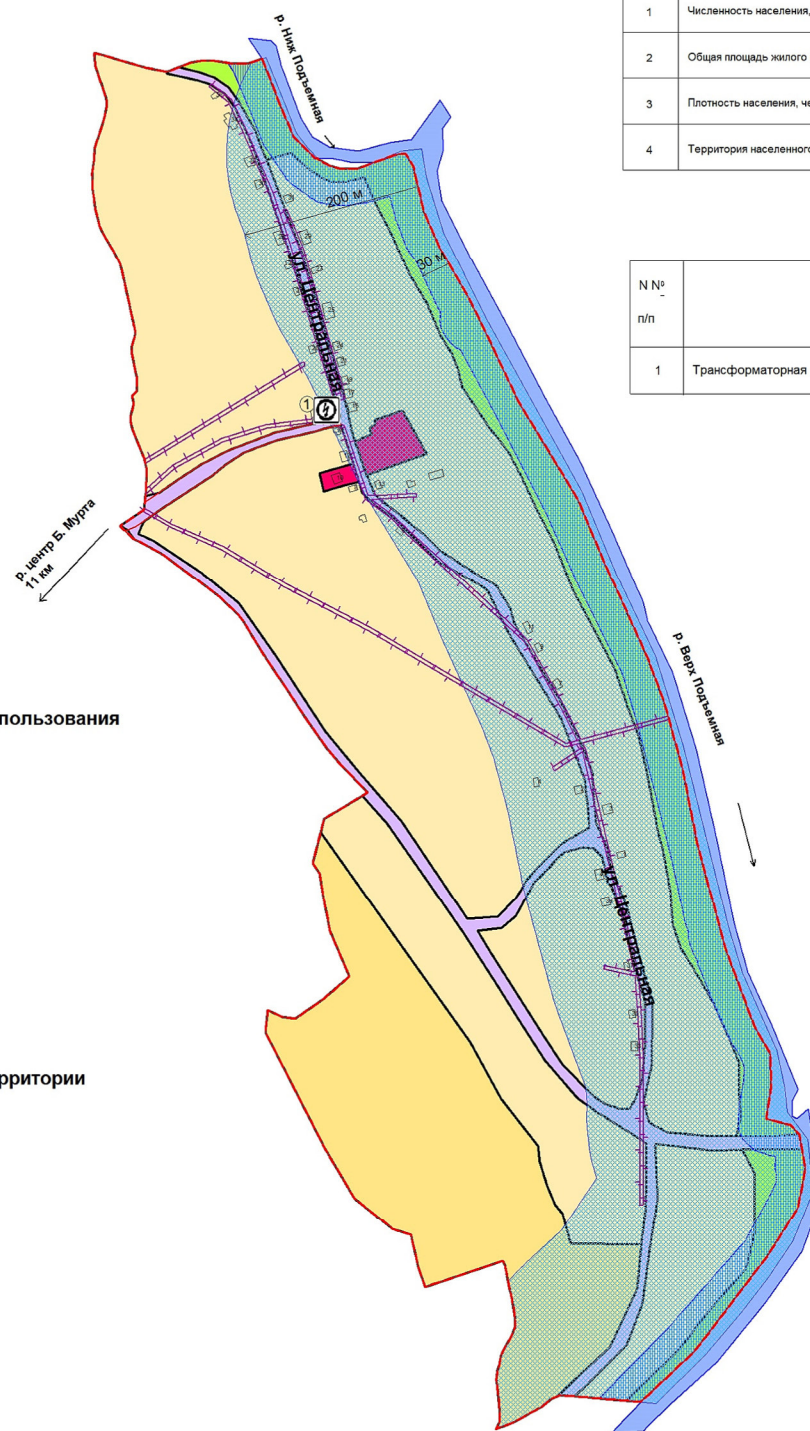 1 Численность населения,
2 Общая площадь жилого
3 Плотность населения, че
4 Территория населенного
р. Ниж Подъемная
200 м
30 м
ул. Центральная
N №
п/п
1 Трансформаторная
1
р. центр Б. Мурта
11 км
р. Верх Подъемная
пользования
ул. Центральная
рритории